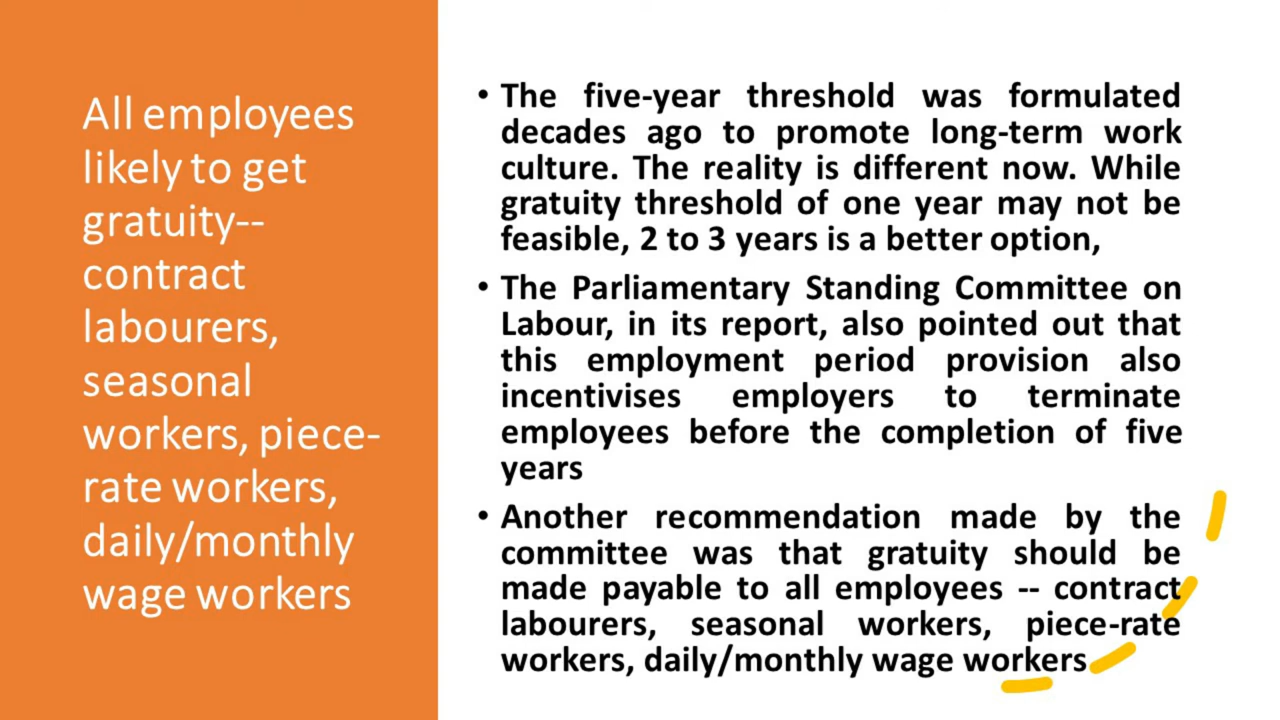 All employees
likely to get
gratuity--
contract
labourers,
seasonal
workers, piece-
rate workers,
daily/monthly
wage workers
• The five-year threshold was formulated
decades ago to promote long-term work
culture. The reality is different now. While
gratuity threshold of one year may not be
feasible, 2 to 3 years is a better option,
• The Parliamentary Standing Committee on
Labour, in its report, also pointed out that
this employment period provision also
incentivises employers to terminate
employees before the completion of five
years
• Another recommendation made by the
committee was that gratuity should be
made payable to all employees -- contract
labourers, seasonal workers, piece-rate
workers, daily/monthly wage workers